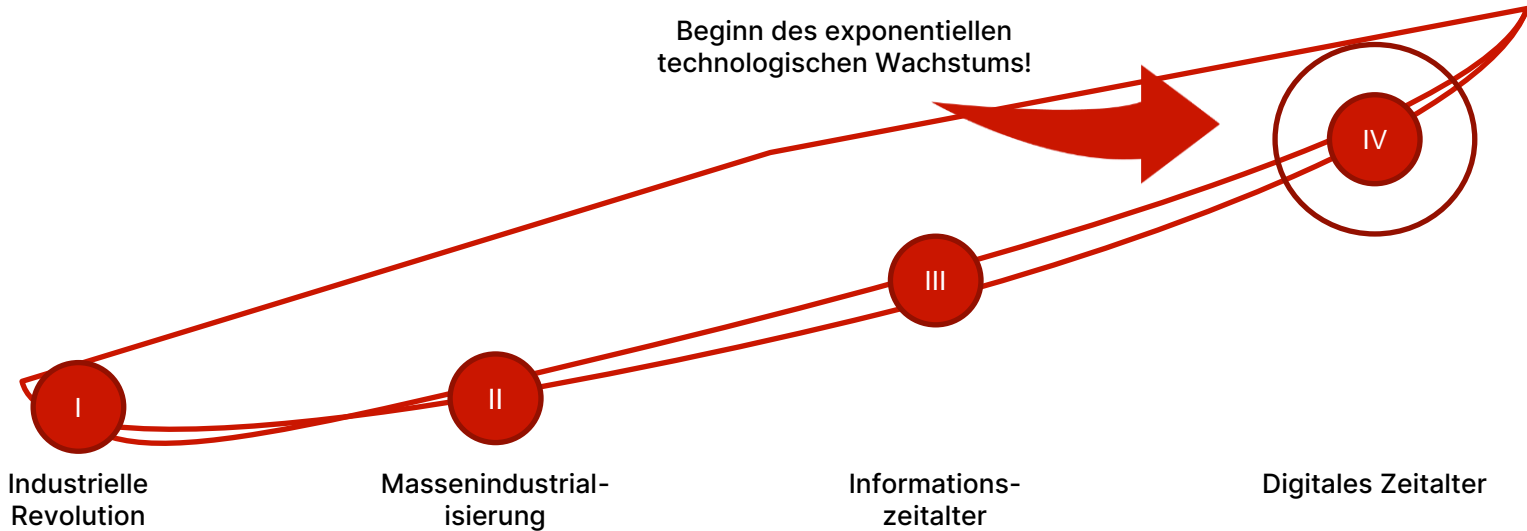 Beginn des exponentiellen
technologischen Wachstums!
IV
III
II
I
Industrielle
Revolution
Massenindustrial-
isierung
Informations-
zeitalter
Digitales Zeitalter